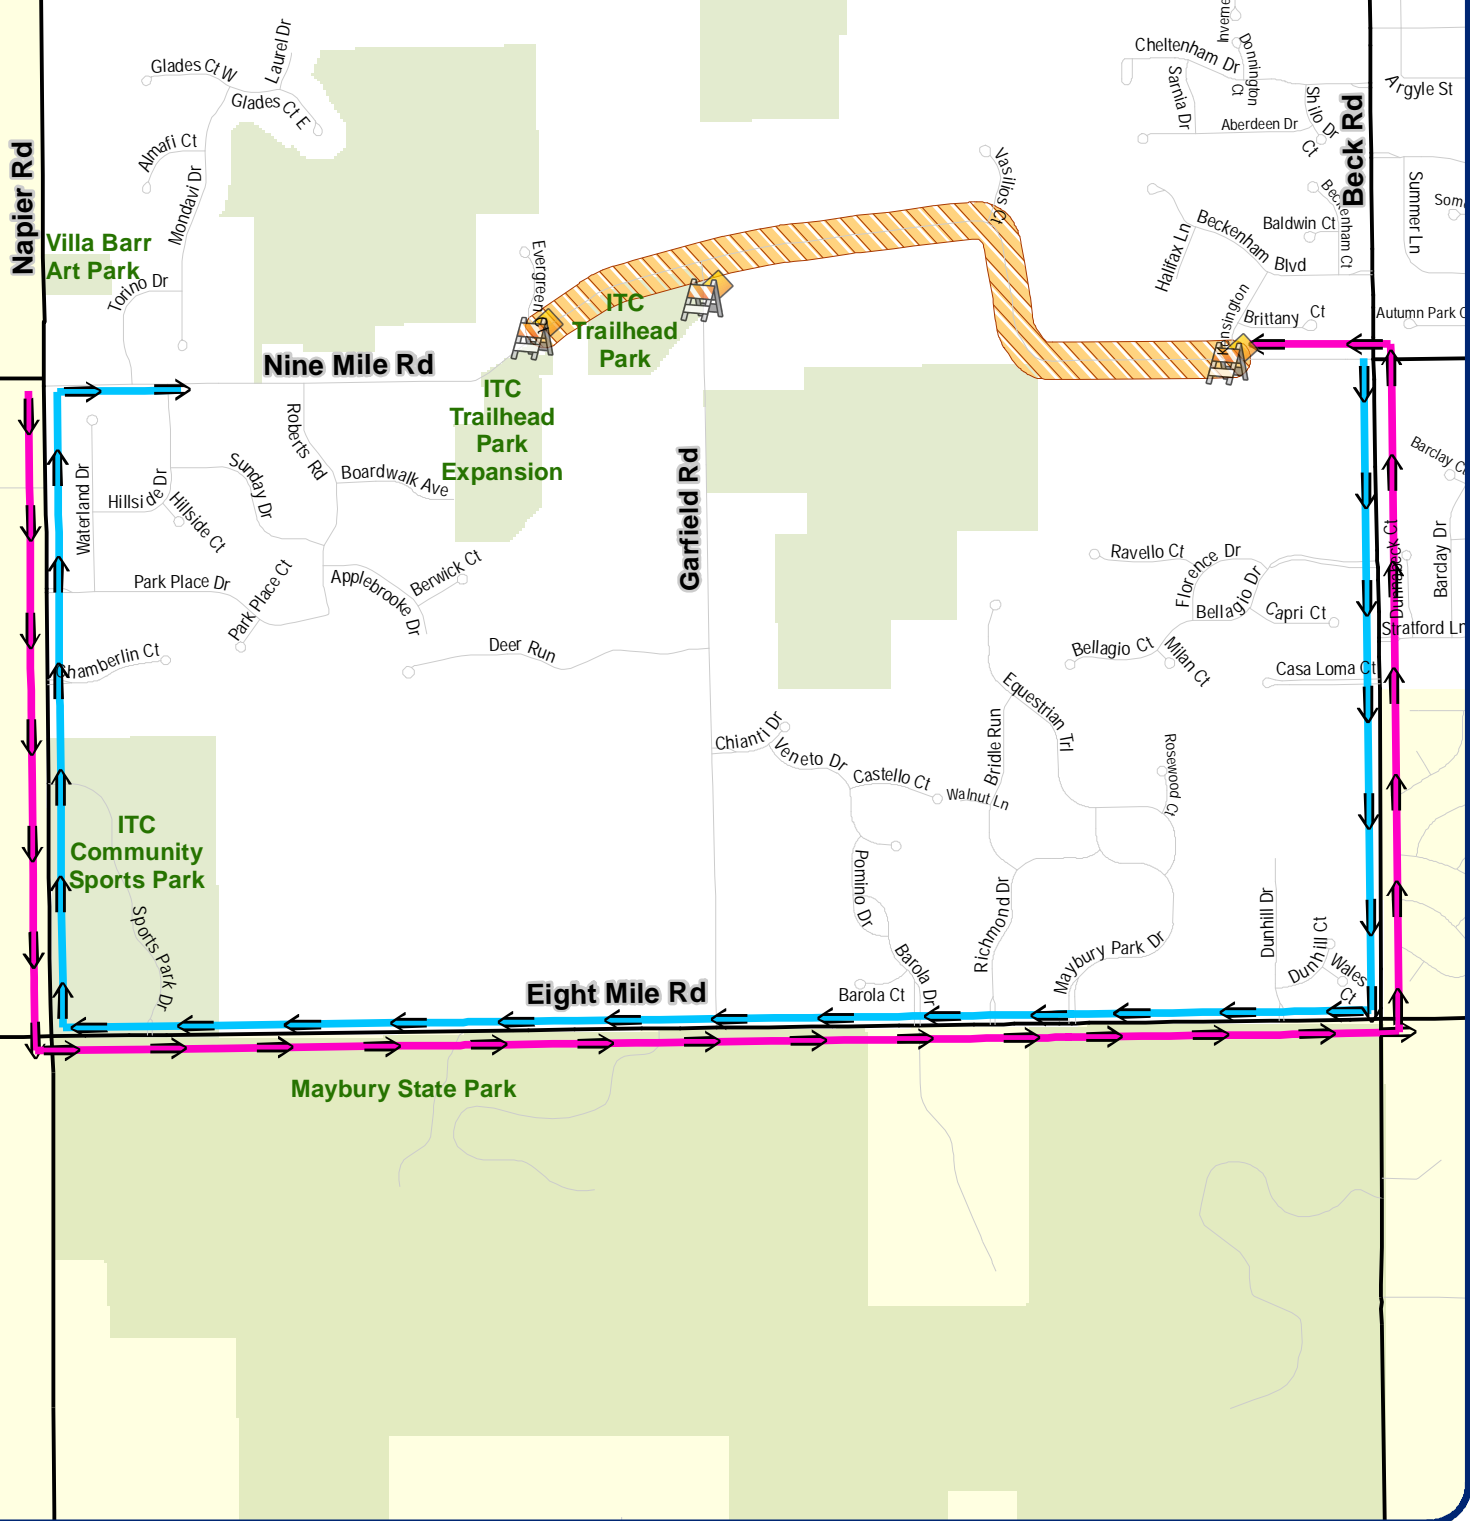 Laurel Dr
Glades Ct W
Glades Ct E
Almafi Ct
Mondavi Dr
Napier Rd
Villa Barr
Art Park
Torino Dr
Evergreen Ct
ITC
Trailhead
Park
Vasilios Ct
Cheltenham Dr
Donnington
Ct
Sarnia Dr
Aberdeen Dr
Shilo Dr
Ct
Beck Rd
Argyle St
Summer Ln
Beckenham Ct
Baldwin Ct
Beckenham Blvd
Halifax Ln
Kensington
Brittany Ct
Autumn Park
Nine Mile Rd
ITC
Trailhead
Park
Expansion
Garfield Rd
Roberts Rd
Boardwalk Ave
Sunday Dr
Waterland Dr
Hillside Dr
Hillside Ct
Park Place Dr
Park Place Ct
Applebrooke Dr
Berwick Ct
Chamberlin Ct
Deer Run
Barclay
Barclay Dr
Ravello Ct
Florence Dr
Bellagio Dr
Capri Ct
Stratford Ln
Bellagio Ct
Milan Ct
Casa Loma Ct
Equestrian Trl
Bridle Run
Rosewood Ct
Chianti Dr
Veneto Dr
Castello Ct
Walnut Ln
ITC
Community
Sports Park
Sports Park Dr
Pomino Dr
Barola Dr
Barola Ct
Richmond Dr
Maybury Park Dr
Dunhill Dr
Dunhill Ct
Wales
Ct
Eight Mile Rd
Maybury State Park